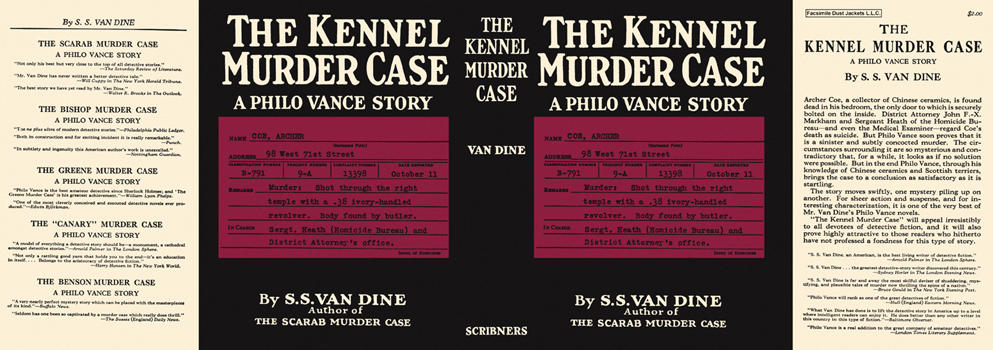 By S. S. VAN DINE
THE SCARAB MURDER CASE
A PHILO VANCE STORY
"Not only his best but very close to the top of all detective stories."
—The Saturday Review of Literature.
"Mr. Van Dine has never written a better detective tale."
—Will Cuppy in The New York Herald Tribune.
"The best story we have yet read by Mr. Van Dine."
—Walter R. Brooks in The Outlook.
THE BISHOP MURDER CASE
A PHILO VANCE STORY
"The ne plus ultra of modern detective stories."—Philadelphia Public Ledger.
"Both in construction and for exciting incident it is really remarkable."
—Punch.
"In subtlety and ingenuity this American author's work is unexcelled."
—Nottingham Guardian.
THE GREENE MURDER CASE
A PHILO VANCE STORY
"Philo Vance is the best amateur detective since Sherlock Holmes; and 'The
Greene Murder Case' is his greatest achievement."—William Lyon Phelps.
"One of the most cleverly conceived and executed detective novels ever pro-
duced."—Edwin Björkman.
THE "CANARY" MURDER CASE
A PHILO VANCE STORY
"A model of everything a detective story should be—a monument, a cathedral
amongst detective stories."—Arnold Palmer in The London Sphere.
"Not only a rattling good yarn that holds you to the end—it's an education
in itself. . . . Belongs to the aristocracy of detective fiction."
—Harry Hansen in The New York World.
THE BENSON MURDER CASE
A PHILO VANCE STORY
"A very nearly perfect mystery story which can be placed with the masterpieces
of its kind."—Buffalo News.
"Seldom has one been so captivated by a murder case which really does thrill."
—The Sussex (England) Daily News.
THE KENNEL
MURDER CASE
A PHILO VANCE STORY
NAME COE, ARCHER
ADDRESS 98 West 71st Street
CLASSIFICATION NUMBER PRECINCT NUMBER COMPLAINT NUMBER DATE REPORTED
B-791 9-A 13398 October 11
REMARKS Murder: Shot through the right
temple with a .38 ivory-handled
revolver. Body found by butler.
IN CHARGE Sergt. Heath (Homicide Bureau) and
District Attorney's office.
By S.S. VAN DINE
Author of
THE SCARAB MURDER CASE
THE
KENNEL
MURDER
CASE
VAN DINE
SCRIBNERS
THE KENNEL
MURDER CASE
A PHILO VANCE STORY
NAME COE, ARCHER
ADDRESS 98 West 71st Street
CLASSIFICATION NUMBER PRECINCT NUMBER COMPLAINT NUMBER DATE REPORTED
B-791 9-A 13398 October 11
REMARKS Murder: Shot through the right
temple with a .38 ivory-handled
revolver. Body found by butler.
IN CHARGE Sergt. Heath (Homicide Bureau) and
District Attorney's office.
By S.S. VAN DINE
Author of
THE SCARAB MURDER CASE
Facsimile Dust Jackets L.L.C.
$2.00
THE
KENNEL MURDER CASE
A PHILO VANCE STORY
By S. S. VAN DINE
Archer Coe, a collector of Chinese ceramics, is found
dead in his bedroom, the only door to which is securely
bolted on the inside. District Attorney John F.-X.
Markham and Sergeant Heath of the Homicide Bu-
reau—and even the Medical Examiner—regard Coe's
death as suicide. But Philo Vance soon proves that it
is a sinister and subtly concocted murder. The cir-
cumstances surrounding it are so mysterious and con-
tradictory that, for a while, it looks as if no solution
were possible. But in the end Philo Vance, through his
knowledge of Chinese ceramics and Scottish terriers,
brings the case to a conclusion as satisfactory as it is
startling.
The story moves swiftly, one mystery piling up on
another. For sheer action and suspense, and for in-
teresting characterization, it is one of the very best of
Mr. Van Dine's Philo Vance novels.
"The Kennel Murder Case" will appeal irresistibly
to all devotees of detective fiction, and it will also
prove highly attractive to those readers who hitherto
have not professed a fondness for this type of story.
"S. S. Van Dine, an American, is the best living writer of detective fiction."
—Arnold Palmer in The London Sphere.
"S. S. Van Dine . . . the greatest detective-story writer discovered this century."
—Sydney Horler in The London Evening News.
"S. S. Van Dine is far and away the most skilful deviser of shuddering, mys-
tifying, and plausible tales of murder now thrilling the spine of a nation."
—Bruce Gould in The New York Evening Post.
"Philo Vance will rank as one of the great detectives of fiction."
—Hull (England) Eastern Morning News.
"What Van Dine has done is to lift the detective story in America up to a level
where intelligent readers can enjoy it. He does better than any other writer in
this country in this type of fiction."—Baltimore Observer.
"Philo Vance is a real addition to the great company of amateur detectives."
—London Times Literary Supplement.